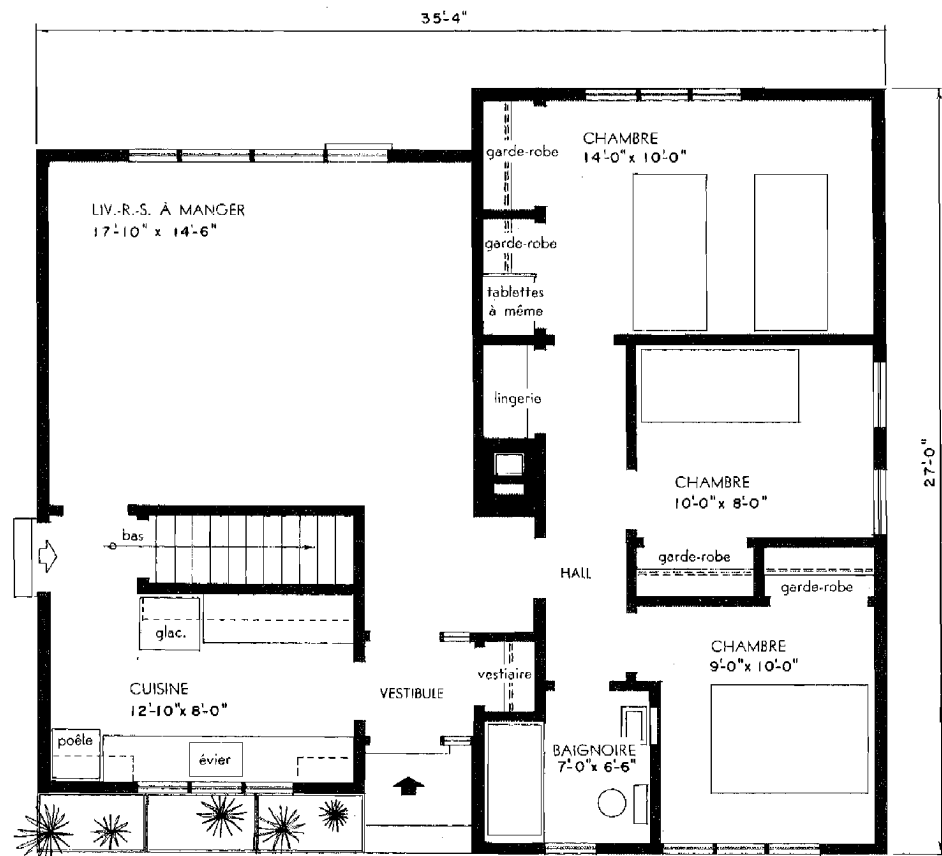 35'-4"
CHAMBRE
14'-0" x 10'-0"
garde-robe
LIV.-R.-S. À MANGER
17'-10" x 14'-6"
garde-robe
tablettes
à même
lingerie
27'-0"
CHAMBRE
10'-0" x 8'-0"
bas
garde-robe
HALL
garde-robe
glac.
CHAMBRE
9'-0" x 10'-0"
vestiaire
CUISINE
12'-10" x 8'-0"
VESTIBULE
poêle
évier
BAIGNOIRE
7'-0" x 6'-6"